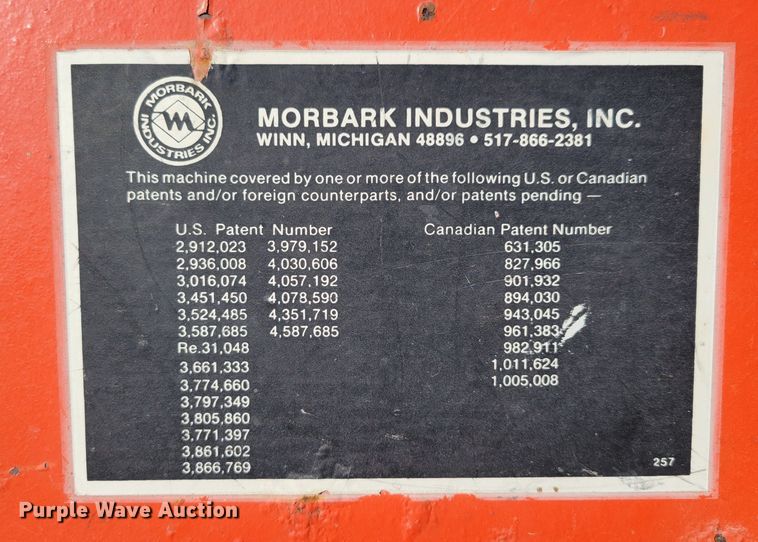 MORBARK
INDUSTRIES INC.
MORBARK INDUSTRIES, INC.
WINN, MICHIGAN 48896 • 517-866-2381
This machine covered by one or more of the following U.S. or Canadian
patents and/or foreign counterparts, and/or patents pending —
U.S. Patent Number Canadian Patent Number
2,912,023 3,979,152 631,305
2,936,008 4,030,606 827,966
3,016,074 4,057,192 901,932
3,451,450 4,078,590 894,030
3,524,485 4,351,719 943,045
3,587,685 4,587,685 961,383
Re.31,048 982,911
3,661,333 1,011,624
3,774,660 1,005,008
3,797,349
3,805,860
3,771,397
3,861,602
3,866,769
257
Purple Wave Auction